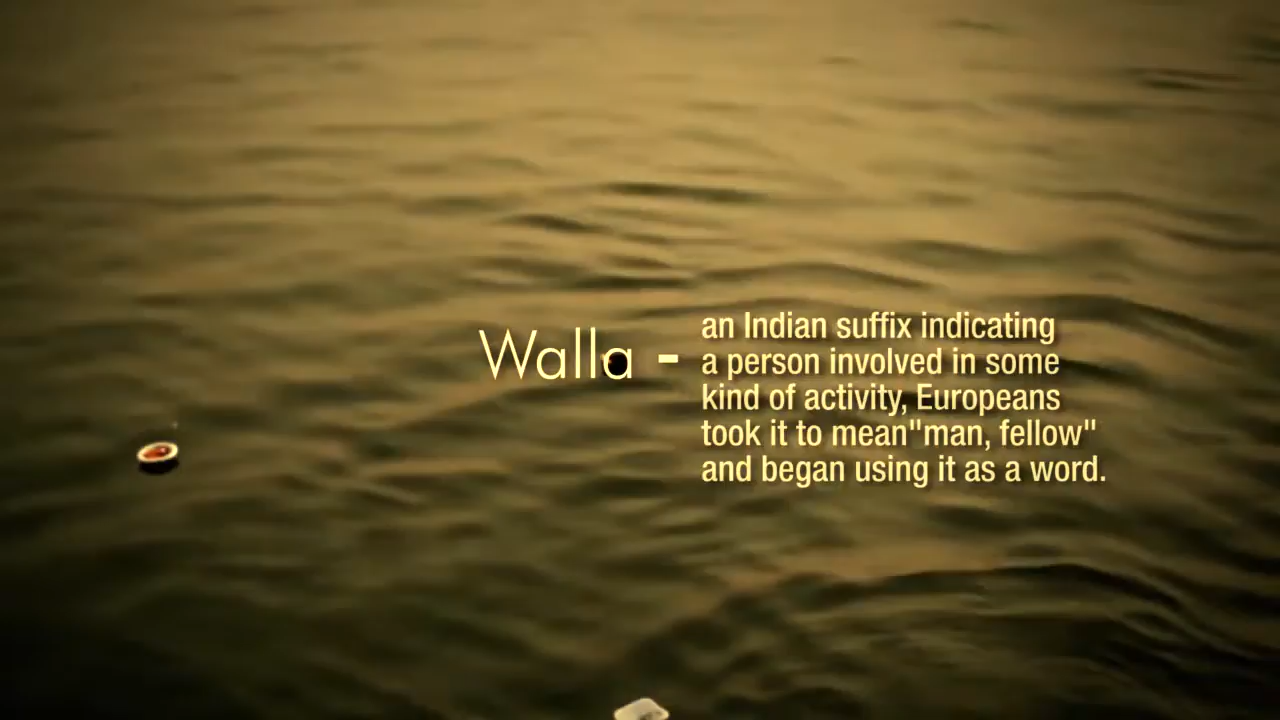 Walla -
an Indian suffix indicating
a person involved in some
kind of activity, Europeans
took it to mean"man, fellow"
and began using it as a word.